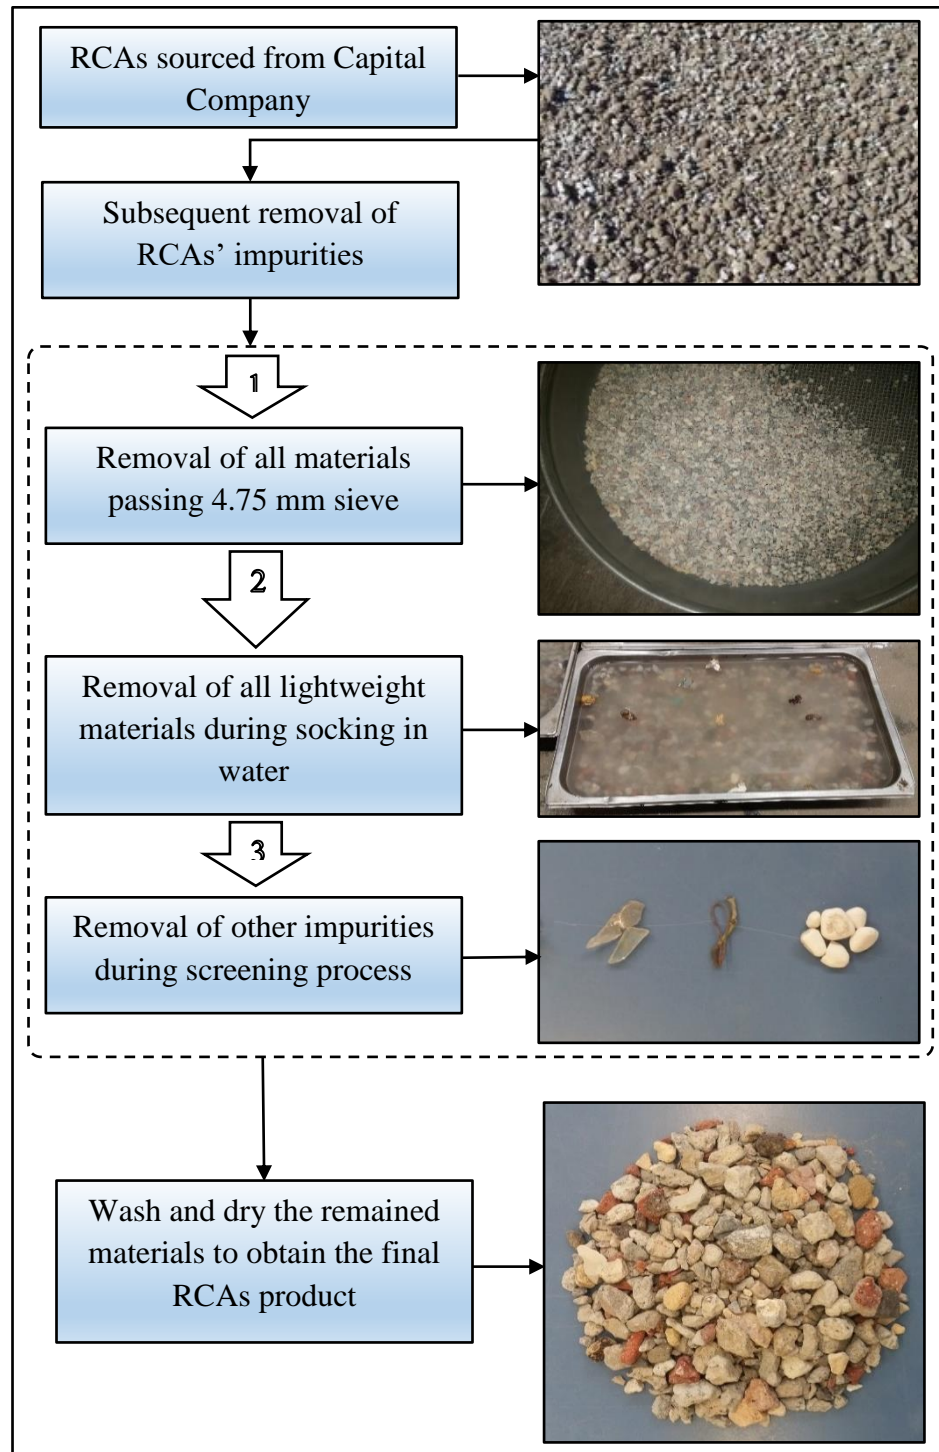 RCAs sourced from Capital
Company
Subsequent removal of
RCAs’ impurities
1
Removal of all materials
passing 4.75 mm sieve
2
Removal of all lightweight
materials during socking in
water
3
Removal of other impurities
during screening process
Wash and dry the remained
materials to obtain the final
RCAs product